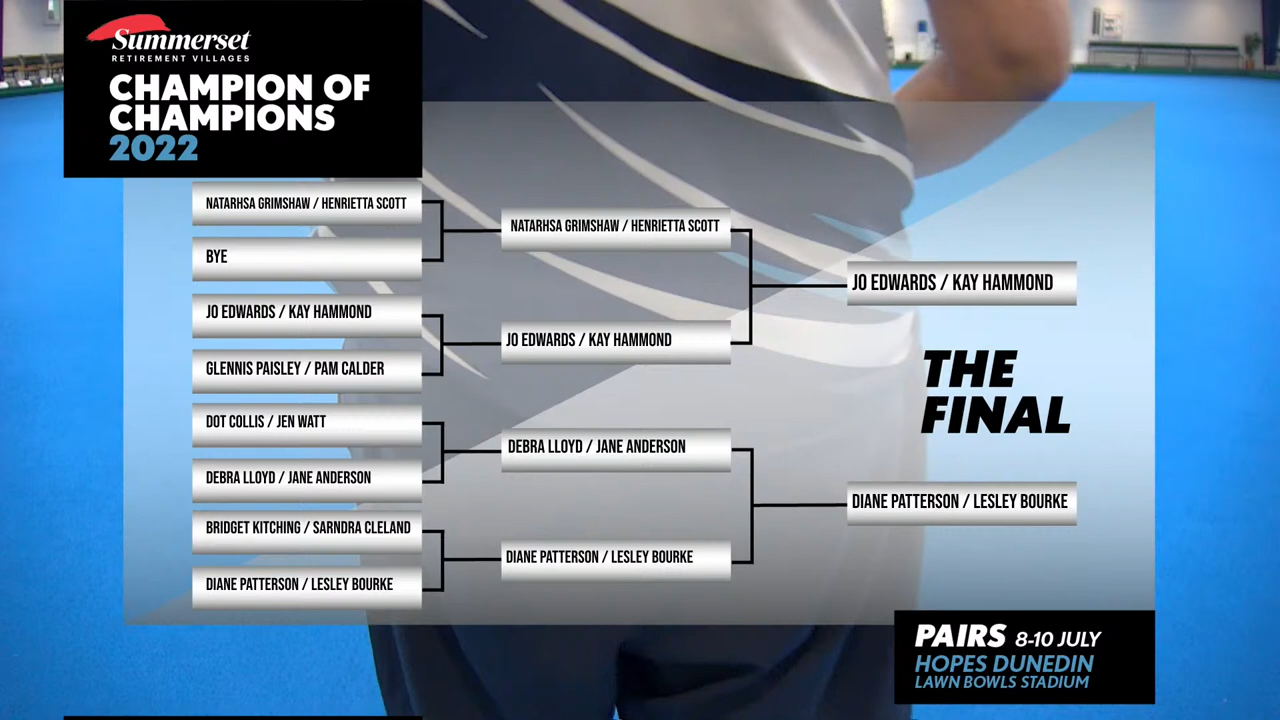 Summerset
RETIREMENT VILLAGES
CHAMPION OF
CHAMPIONS
2022
NATARHSA GRIMSHAW / HENRIETTA SCOTT
BYE
JO EDWARDS / KAY HAMMOND
GLENNIS PAISLEY / PAM CALDER
DOT COLLIS / JEN WATT
DEBRA LLOYD / JANE ANDERSON
BRIDGET KITCHING / SARNDRA CLELAND
DIANE PATTERSON / LESLEY BOURKE
NATARHSA GRIMSHAW / HENRIETTA SCOTT
JO EDWARDS / KAY HAMMOND
DEBRA LLOYD / JANE ANDERSON
DIANE PATTERSON / LESLEY BOURKE
JO EDWARDS / KAY HAMMOND
THE
FINAL
DIANE PATTERSON / LESLEY BOURKE
PAIRS 8-10 JULY
HOPES DUNEDIN
LAWN BOWLS STADIUM